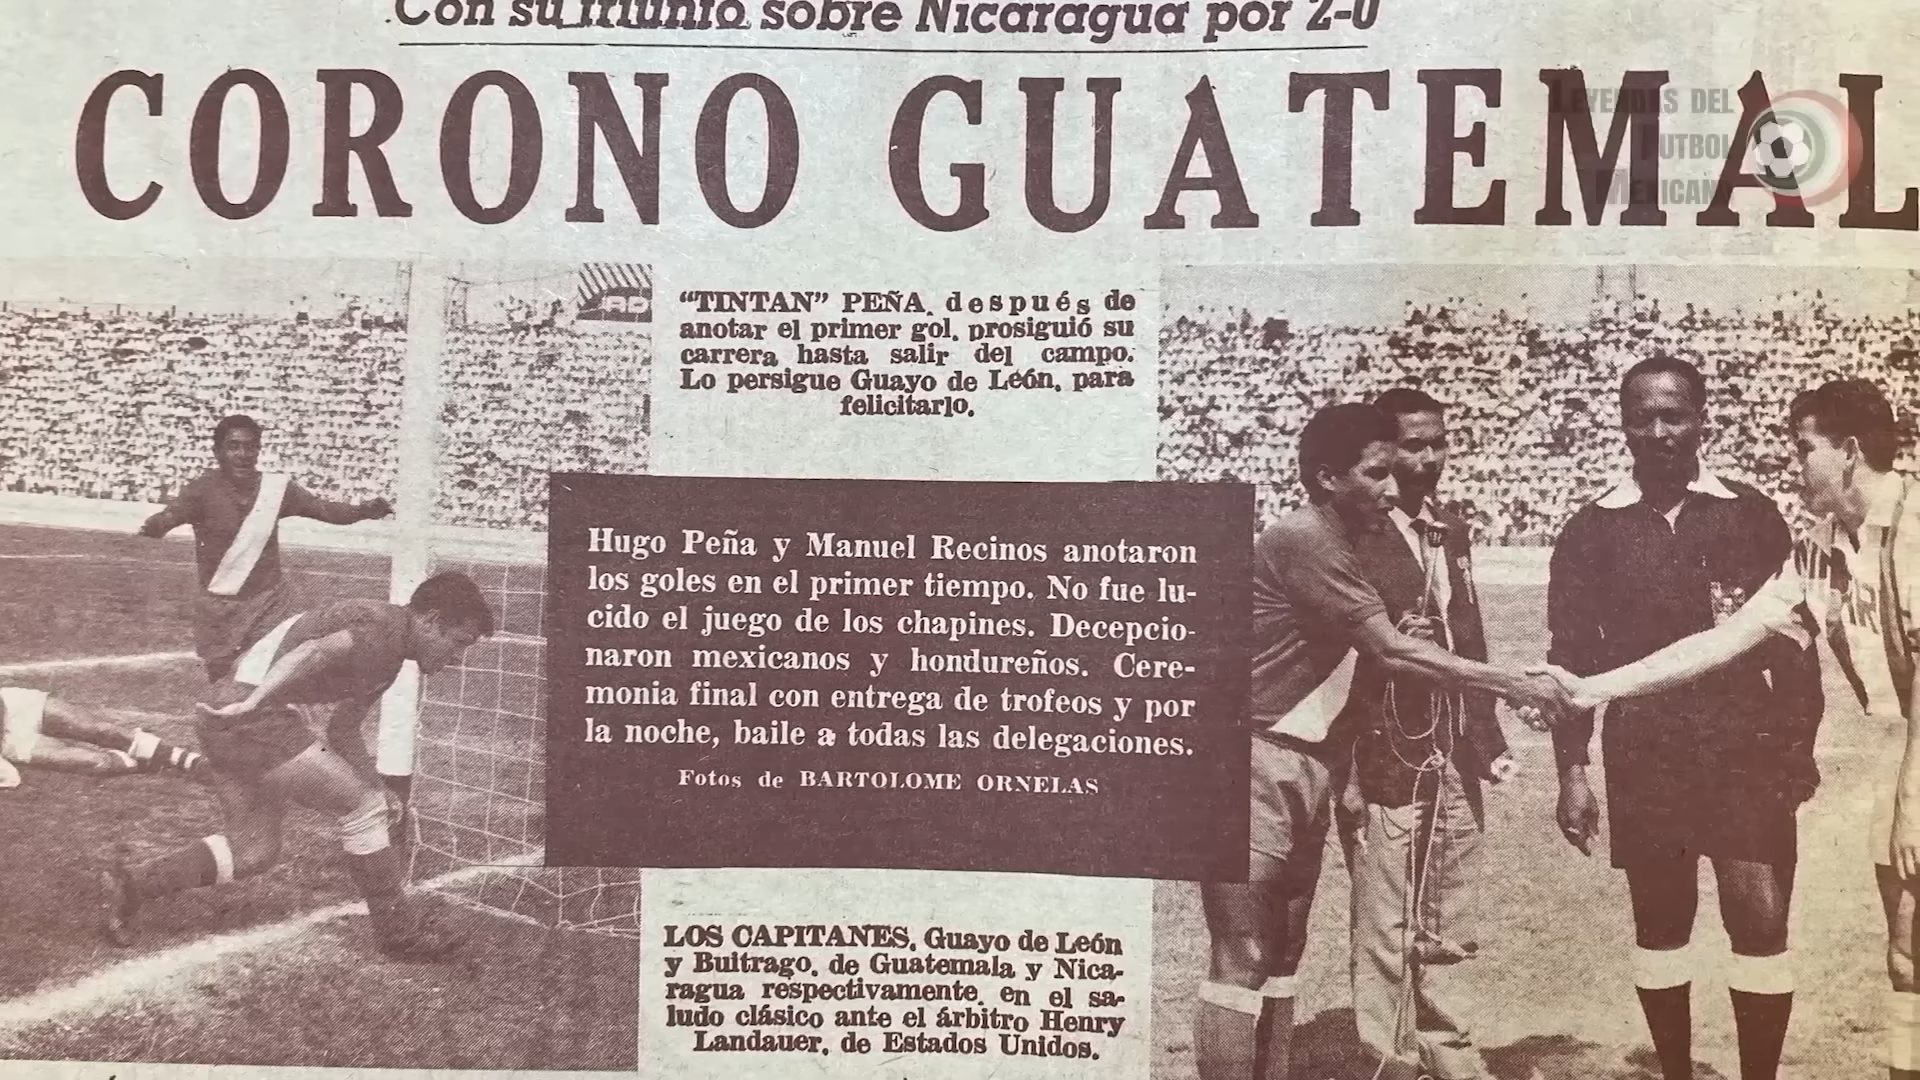 Con su triunfo sobre Nicaragua por 2-0
CORONO GUATEMAL
LEYENDAS DEL
FUTBOL
MEXICANO
"TINTAN" PEÑA, después de
anotar el primer gol, prosiguió su
carrera hasta salir del campo.
Lo persigue Guayo de León, para
felicitarlo.
Hugo Peña y Manuel Recinos anotaron
los goles en el primer tiempo. No fue lu-
cido el juego de los chapines. Decepcio-
naron mexicanos y hondureños. Cere-
monia final con entrega de trofeos y por
la noche, baile a todas las delegaciones.
Fotos de BARTOLOME ORNELAS
LOS CAPITANES, Guayo de León
y Buitrago, de Guatemala y Nica-
ragua respectivamente, en el sa-
ludo clásico ante el árbitro Henry
Landauer, de Estados Unidos.